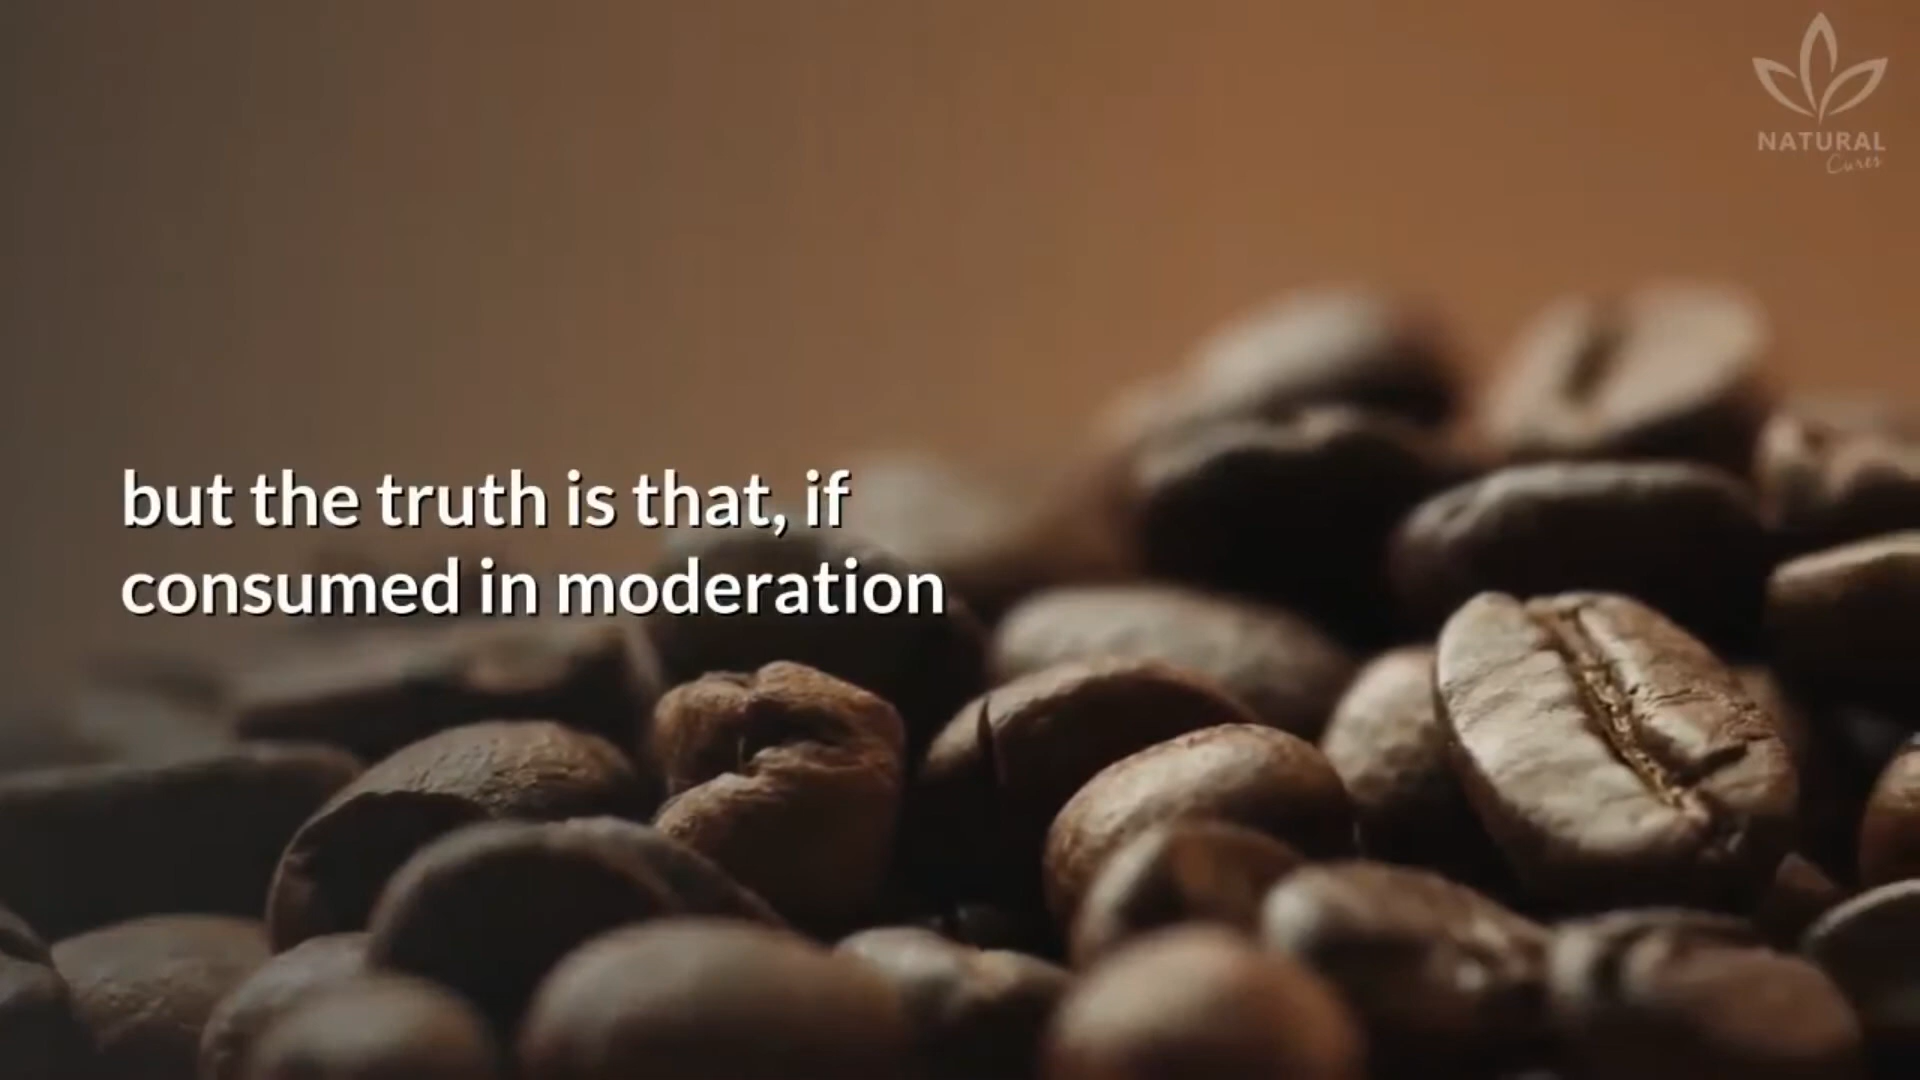 NATURAL
Cures
but the truth is that, if
consumed in moderation